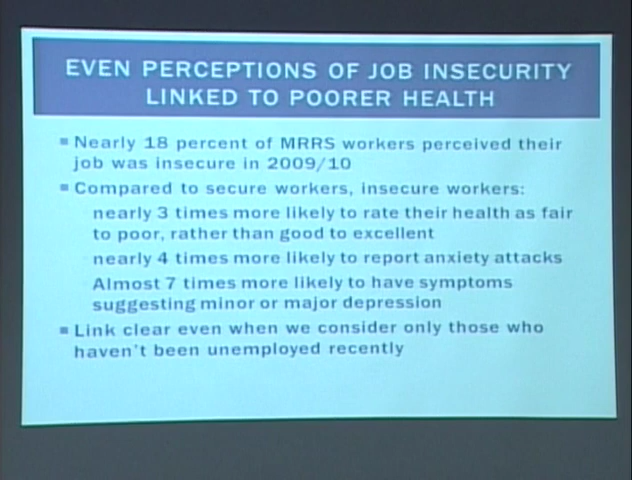 EVEN PERCEPTIONS OF JOB INSECURITY
LINKED TO POORER HEALTH
Nearly 18 percent of MRRS workers perceived their
job was insecure in 2009/10
Compared to secure workers, insecure workers:
nearly 3 times more likely to rate their health as fair
to poor, rather than good to excellent
nearly 4 times more likely to report anxiety attacks
Almost 7 times more likely to have symptoms
suggesting minor or major depression
Link clear even when we consider only those who
haven't been unemployed recently